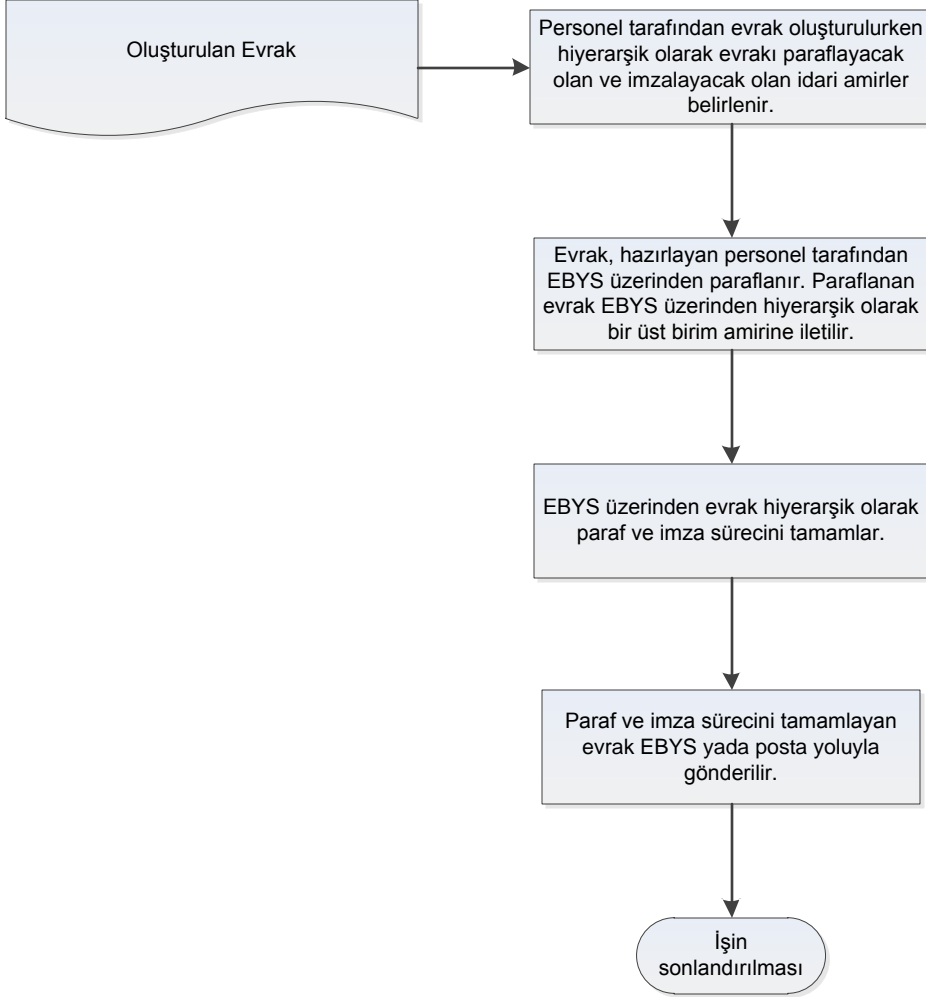 Oluşturulan Evrak
Personel tarafından evrak oluşturulurken
hiyerarşik olarak evrakı paraflayacak
olan ve imzalayacak olan idari amirler
belirlenir.
Evrak, hazırlayan personel tarafından
EBYS üzerinden paraflanır. Paraflanan
evrak EBYS üzerinden hiyerarşik olarak
bir üst birim amirine iletilir.
EBYS üzerinden evrak hiyerarşik olarak
paraf ve imza sürecini tamamlar.
Paraf ve imza sürecini tamamlayan
evrak EBYS yada posta yoluyla
gönderilir.
İşin
sonlandırılması